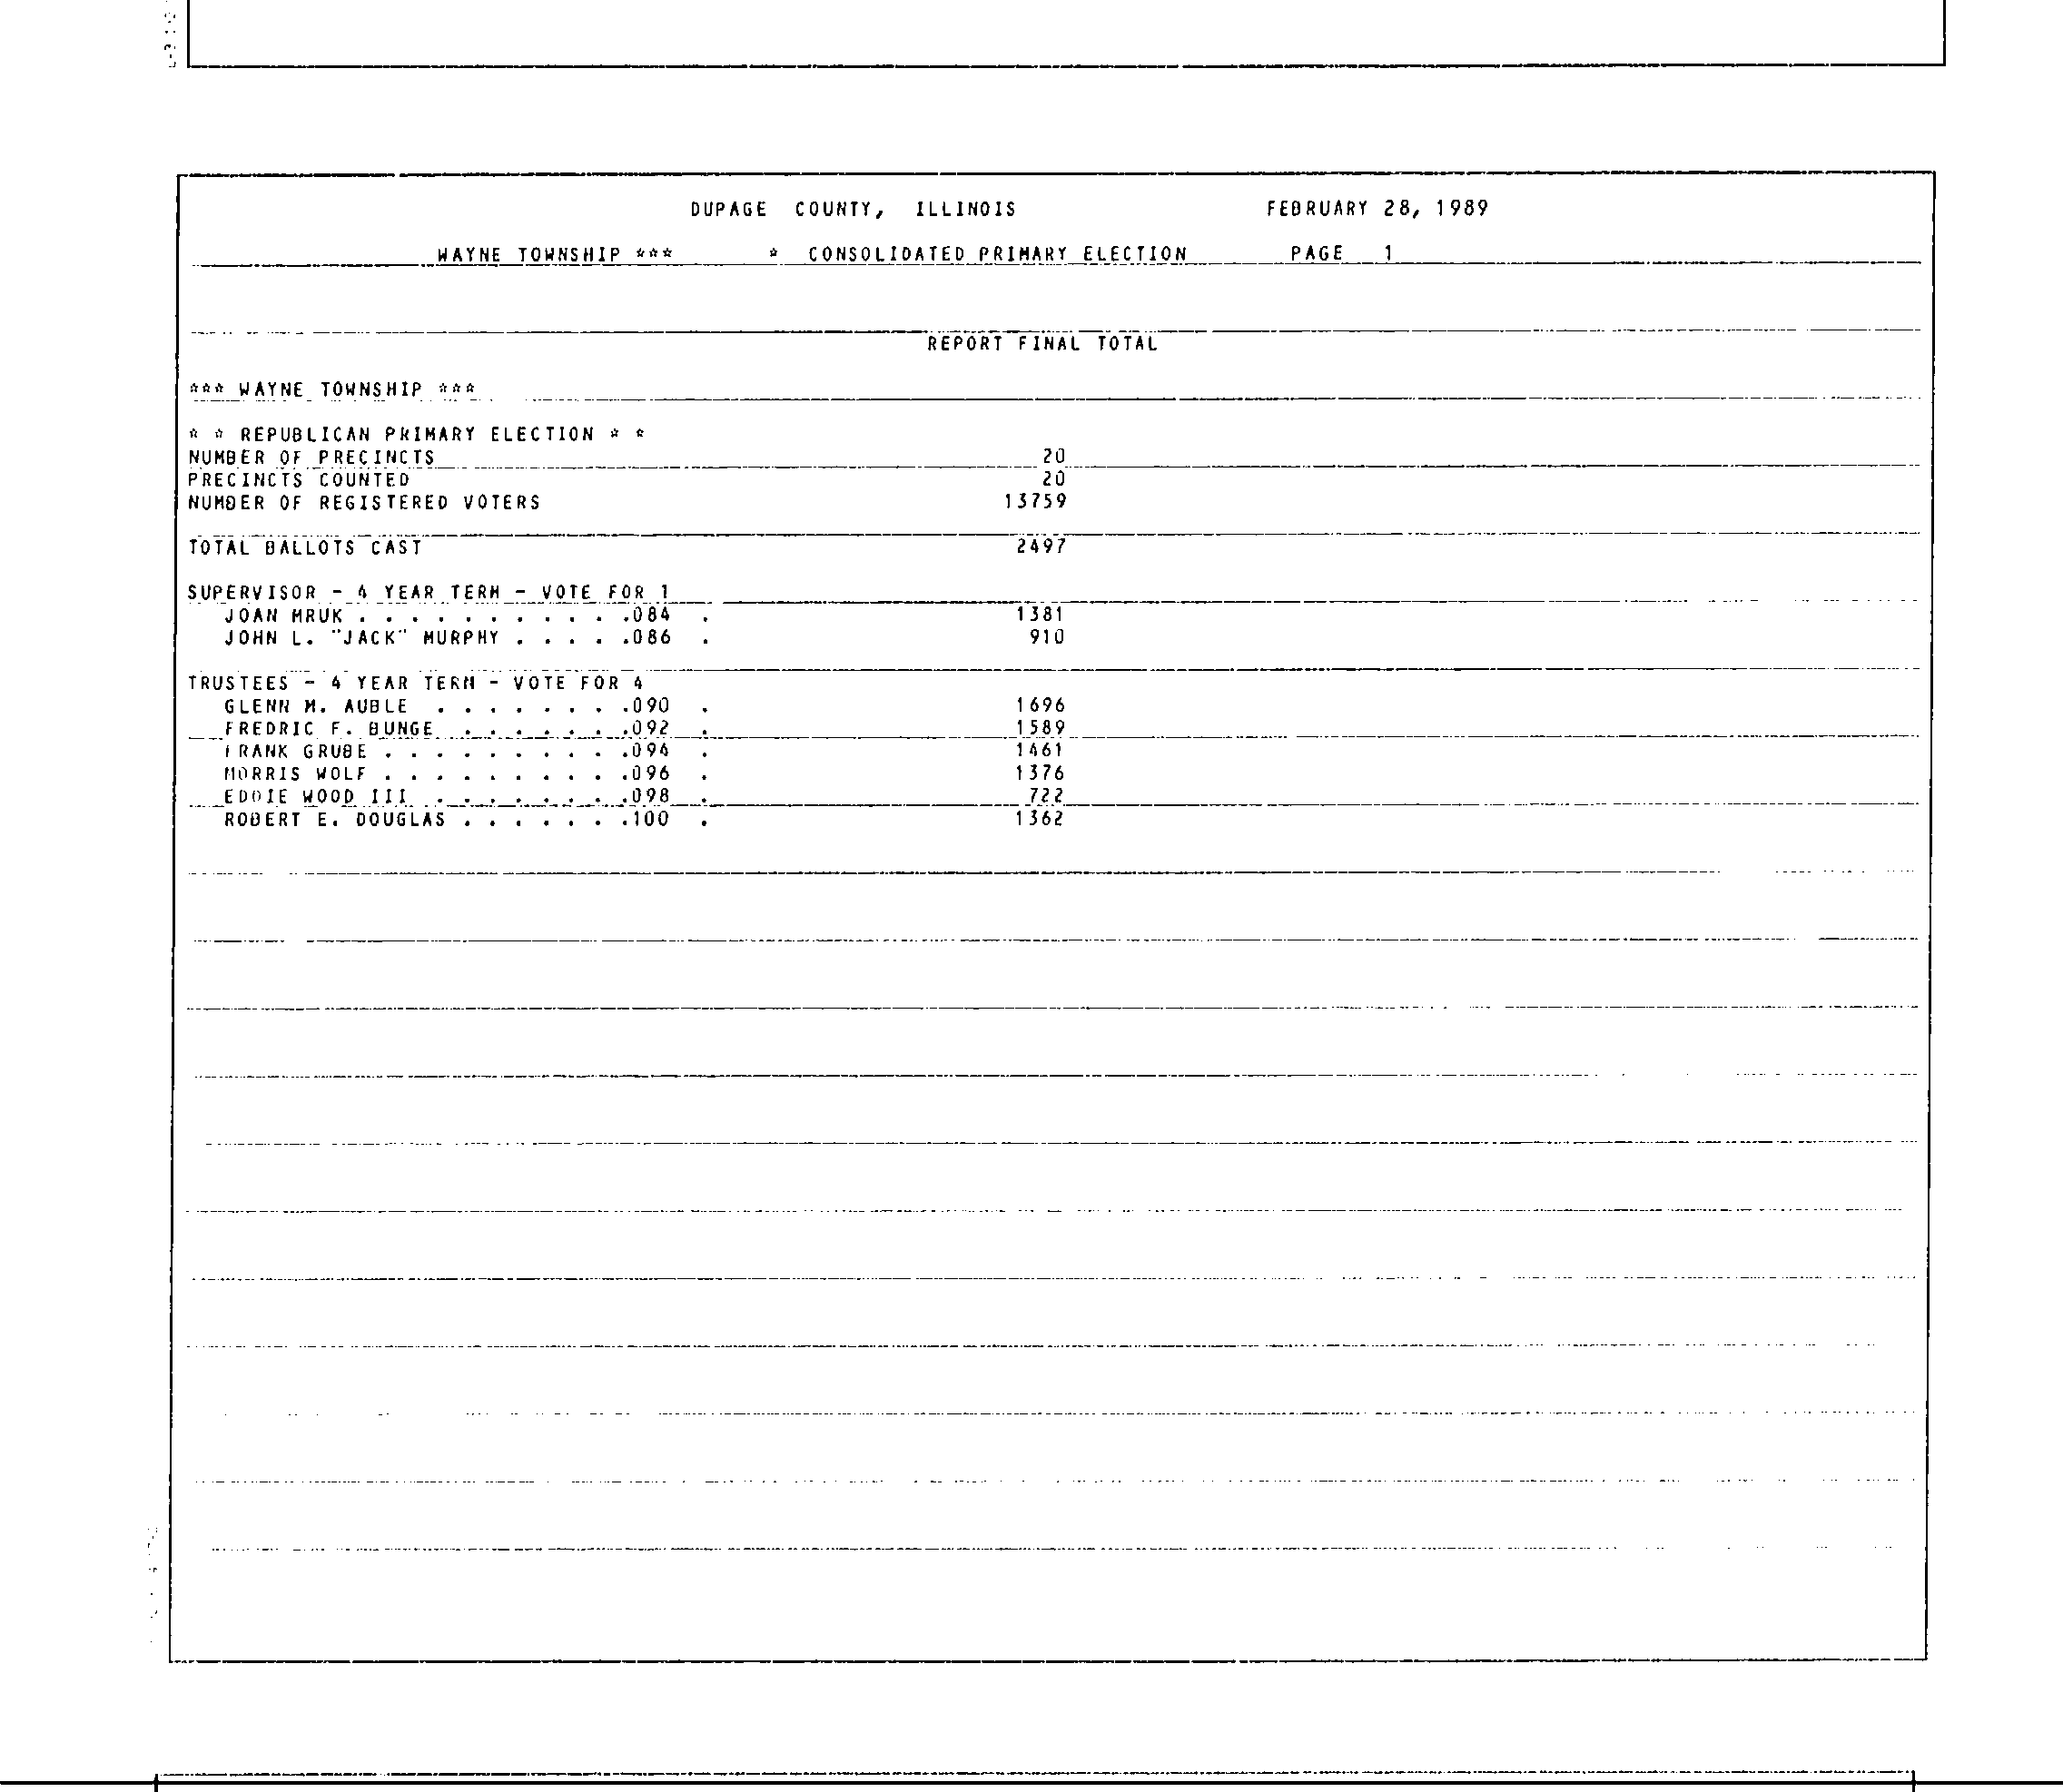 DUPAGE COUNTY, ILLINOIS FEBRUARY 28, 1989
WAYNE TOWNSHIP *** * CONSOLIDATED PRIMARY ELECTION PAGE 1
REPORT FINAL TOTAL
*** WAYNE TOWNSHIP ***
* * REPUBLICAN PRIMARY ELECTION * *
NUMBER OF PRECINCTS 20
PRECINCTS COUNTED 20
NUMBER OF REGISTERED VOTERS 13759
TOTAL BALLOTS CAST 2497
SUPERVISOR - 4 YEAR TERM - VOTE FOR 1
JOAN MRUK . . . . . . . . . . .084 . 1381
JOHN L. "JACK" MURPHY . . . . .086 . 910
TRUSTEES - 4 YEAR TERM - VOTE FOR 4
GLENN M. AUBLE . . . . . . . .090 . 1696
FREDRIC F. BUNGE . . . . . . .092 . 1589
FRANK GRUBE . . . . . . . . . .094 . 1461
MORRIS WOLF . . . . . . . . . .096 . 1376
EDDIE WOOD III . . . . . . . .098 . 722
ROBERT E. DOUGLAS . . . . . . .100 . 1362